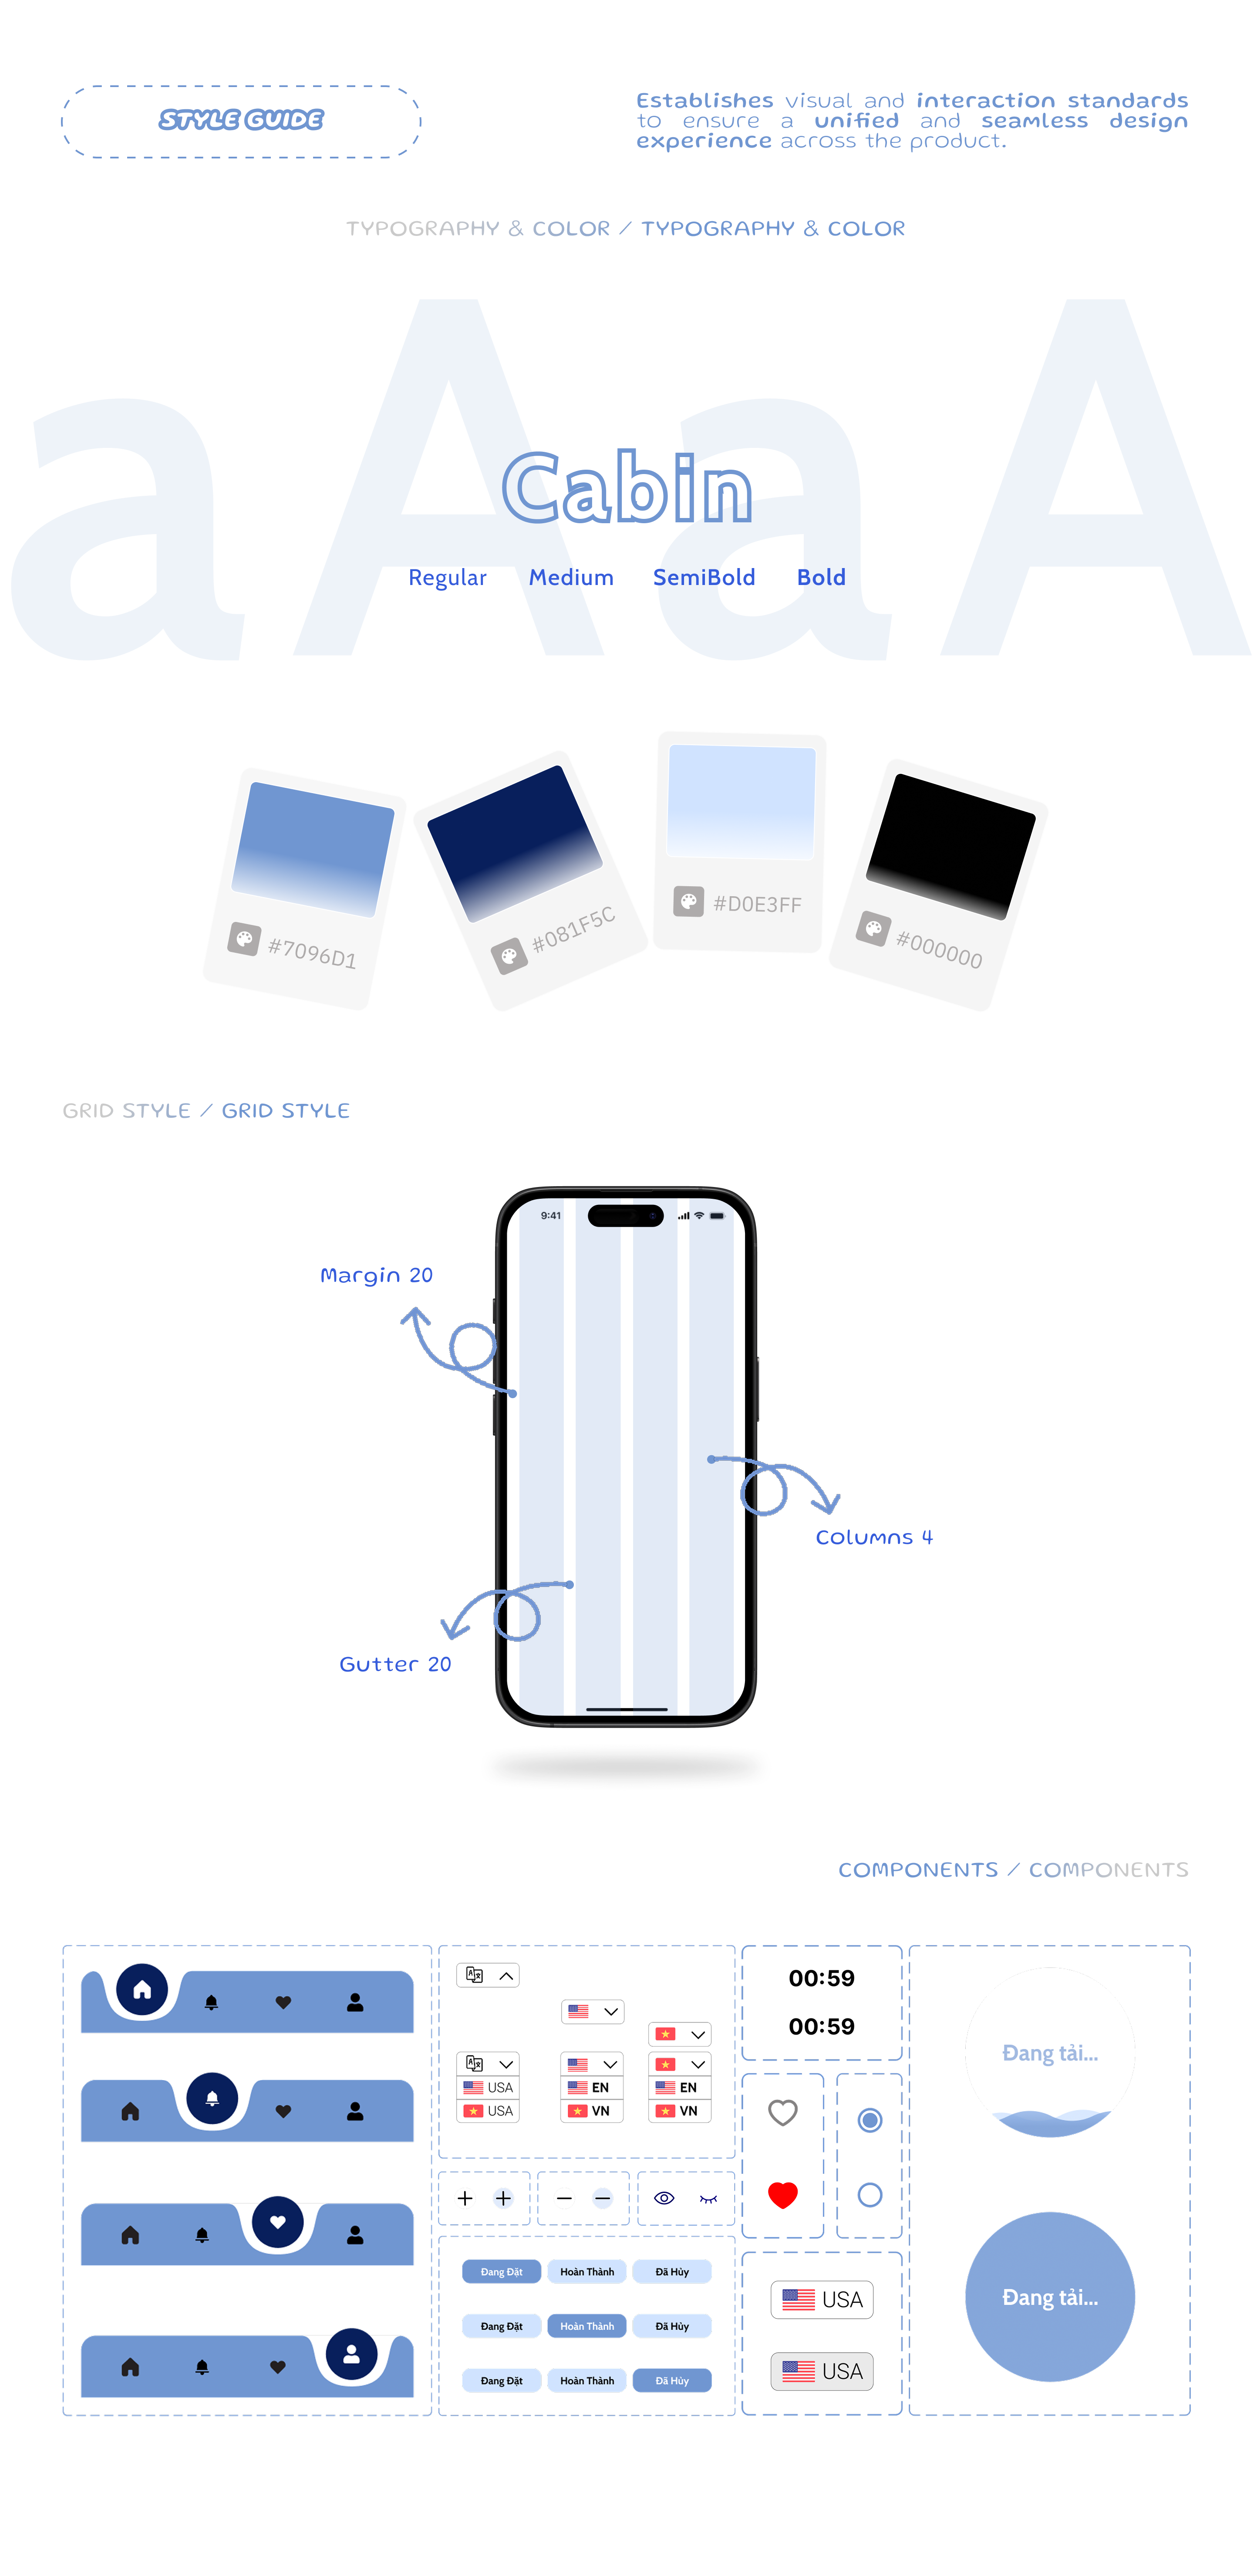 STYLE GUIDE
Establishes visual and interaction standards
to ensure a unified and seamless design
experience across the product.
TYPOGRAPHY & COLOR / TYPOGRAPHY & COLOR
aAaA
Cabin
Regular Medium SemiBold Bold
#7096D1
#081F5C
#D0E3FF
#000000
GRID STYLE / GRID STYLE
9:41
Margin 20
Columns 4
Gutter 20
COMPONENTS / COMPONENTS
USA
USA
EN
VN
EN
VN
00:59
00:59
Đang Đặt Hoàn Thành Đã Hủy
Đang Đặt Hoàn Thành Đã Hủy
Đang Đặt Hoàn Thành Đã Hủy
USA
USA
Đang tải...
Đang tải...